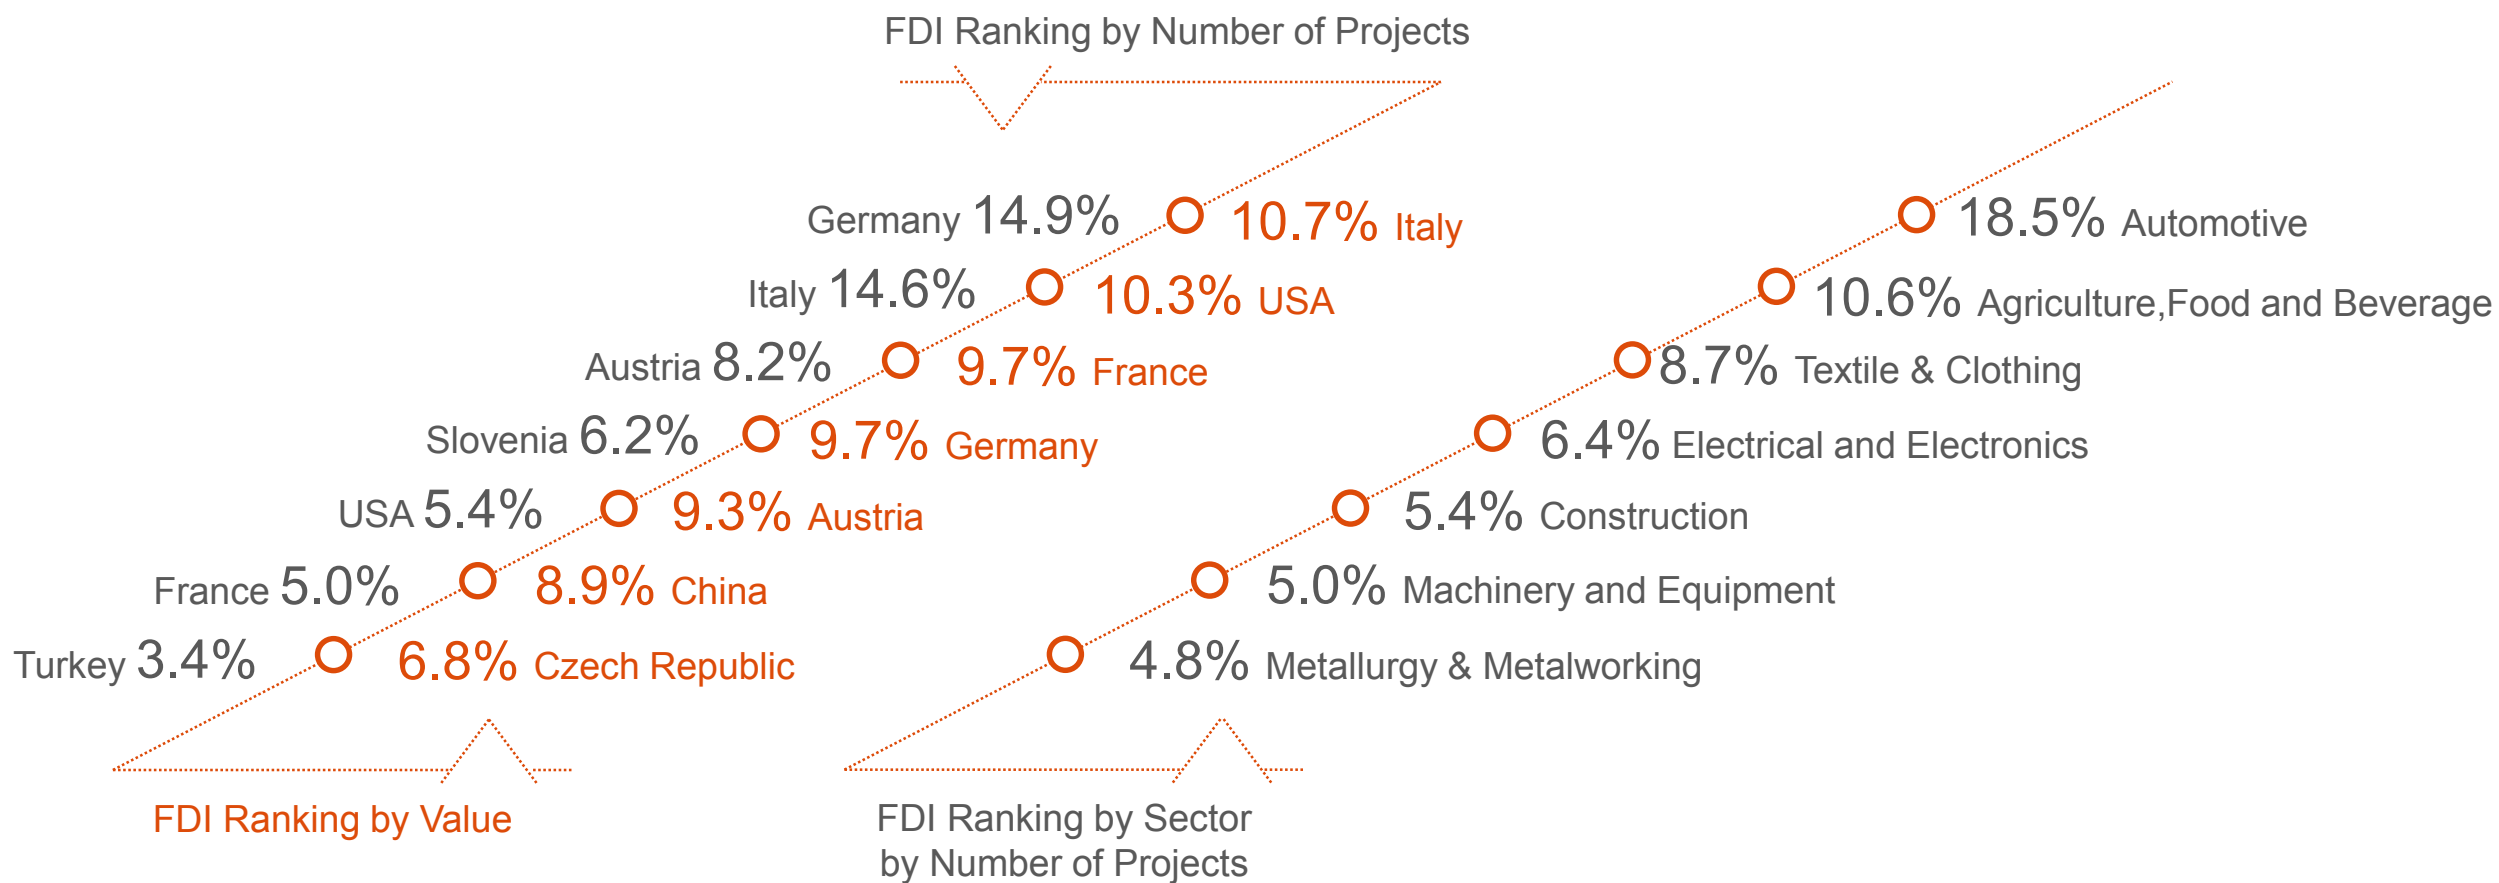 FDI Ranking by Number of Projects
Germany 14.9%
10.7% Italy
Italy 14.6%
10.3% USA
Austria 8.2%
9.7% France
Slovenia 6.2%
9.7% Germany
USA 5.4%
9.3% Austria
France 5.0%
8.9% China
Turkey 3.4%
6.8% Czech Republic
FDI Ranking by Value
18.5% Automotive
10.6% Agriculture,Food and Beverage
8.7% Textile & Clothing
6.4% Electrical and Electronics
5.4% Construction
5.0% Machinery and Equipment
4.8% Metallurgy & Metalworking
FDI Ranking by Sector
by Number of Projects